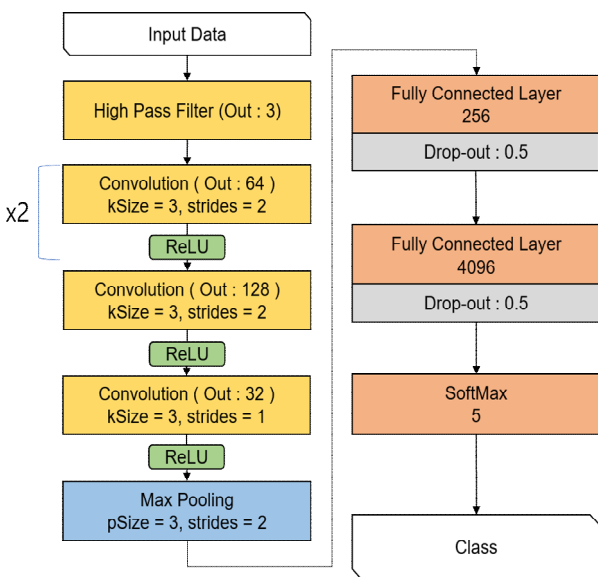 Input Data
High Pass Filter (Out : 3)
x2
Convolution ( Out : 64 )
kSize = 3, strides = 2
ReLU
Convolution ( Out : 128 )
kSize = 3, strides = 2
ReLU
Convolution ( Out : 32 )
kSize = 3, strides = 1
ReLU
Max Pooling
pSize = 3, strides = 2
Fully Connected Layer
256
Drop-out : 0.5
Fully Connected Layer
4096
Drop-out : 0.5
SoftMax
5
Class